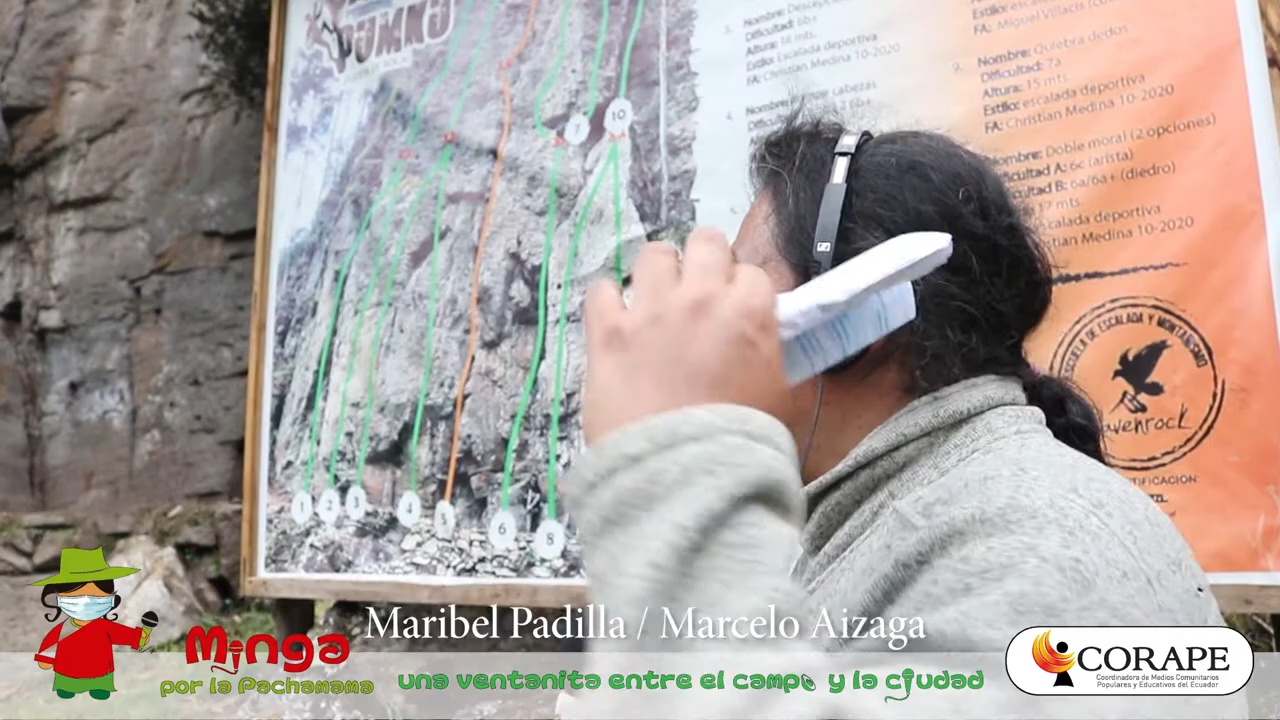 PUMKU
Nombre:
Dificultad: 6b+
Altura: 18 mts.
Estilo: Escalada deportiva
FA: Christian Medina 10-2020
cabezas
Estilo:
FA: Miguel Villacis
9.
Nombre: Quiebra dedos
Dificultad: 7a
Altura: 15 mts
Estilo: escalada deportiva
FA: Christian Medina 10-2020
Nombre: Doble moral (2 opciones)
Dificultad A: 6c (arista)
Dificultad B: 6a/6a+ (diedro)
17 mts.
escalada deportiva
Christian Medina 10-2020
7
10
1
2
3
4
5
6
8
ESCUELA DE ESCALADA Y MONTAÑISMO
Ravenrock
Maribel Padilla / Marcelo Aizaga
Minga
por la Pachamama
una ventanita entre el campo y la ciudad
CORAPE
Coordinadora de Medios Comunitarios
Populares y Educativos del Ecuador